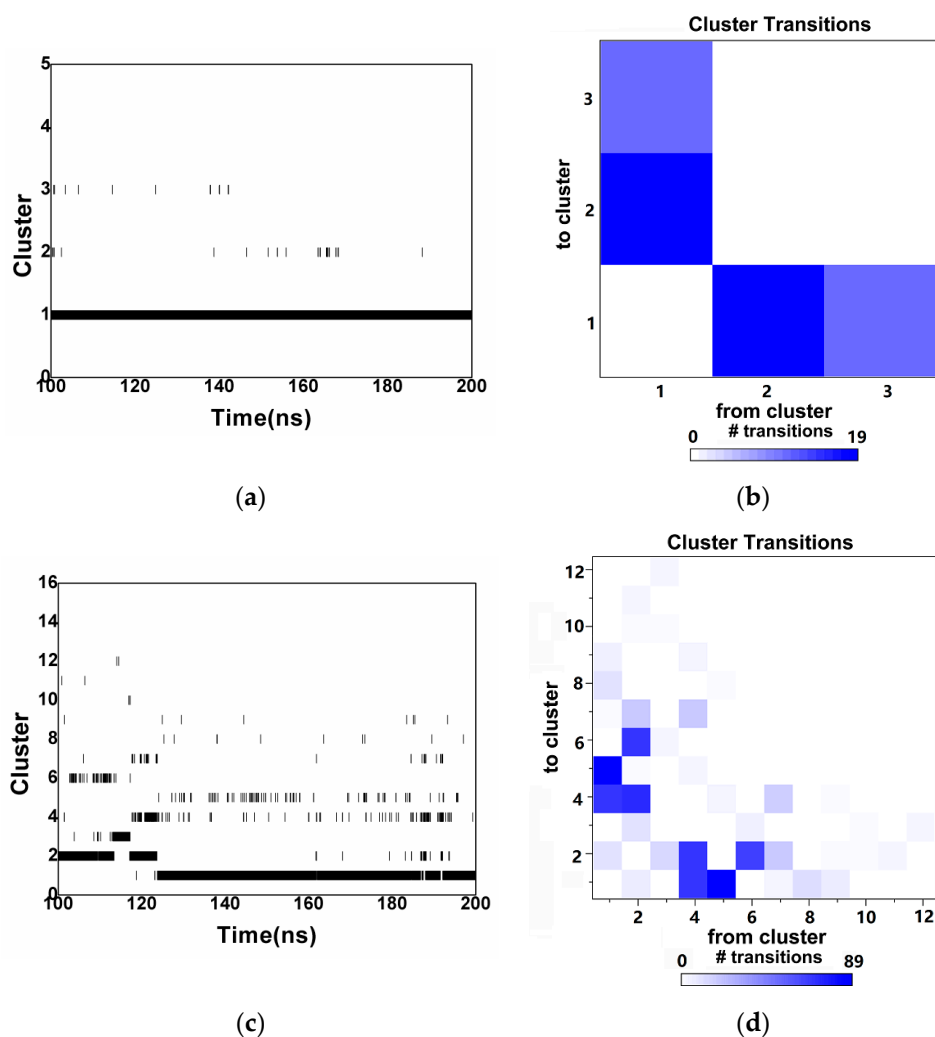 Cluster Transitions
5
4
3
2
1
0
Cluster
100 120 140 160 180 200
Time(ns)
3
2
1
to cluster
1 2 3
from cluster
# transitions
0 19
(a)
(b)
Cluster Transitions
16
14
12
10
8
6
4
2
0
Cluster
100 120 140 160 180 200
Time(ns)
12
10
8
6
4
2
to cluster
2 4 6 8 10 12
from cluster
# transitions
0 89
(c)
(d)